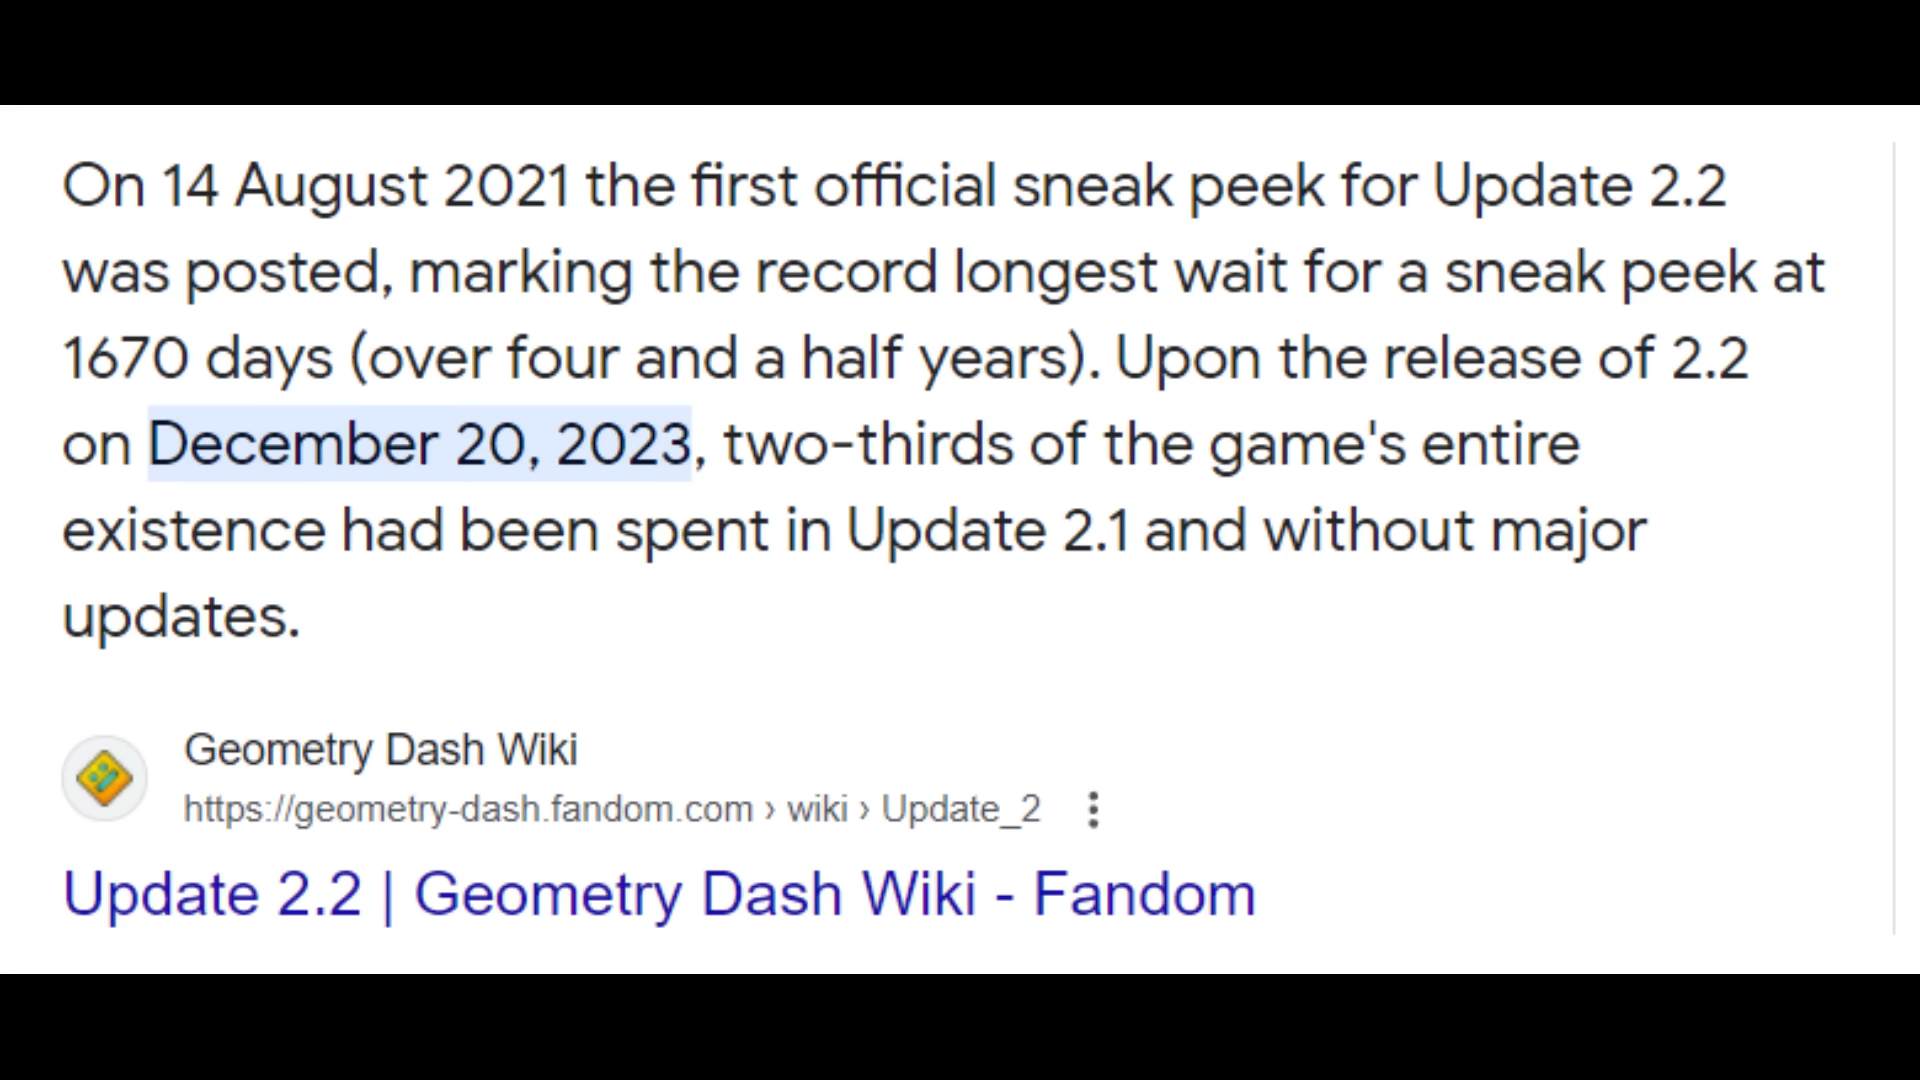 On 14 August 2021 the first official sneak peek for Update 2.2
was posted, marking the record longest wait for a sneak peek at
1670 days (over four and a half years). Upon the release of 2.2
on December 20, 2023, two-thirds of the game's entire
existence had been spent in Update 2.1 and without major
updates.
Geometry Dash Wiki
https://geometry-dash.fandom.com › wiki › Update_2
Update 2.2 | Geometry Dash Wiki - Fandom